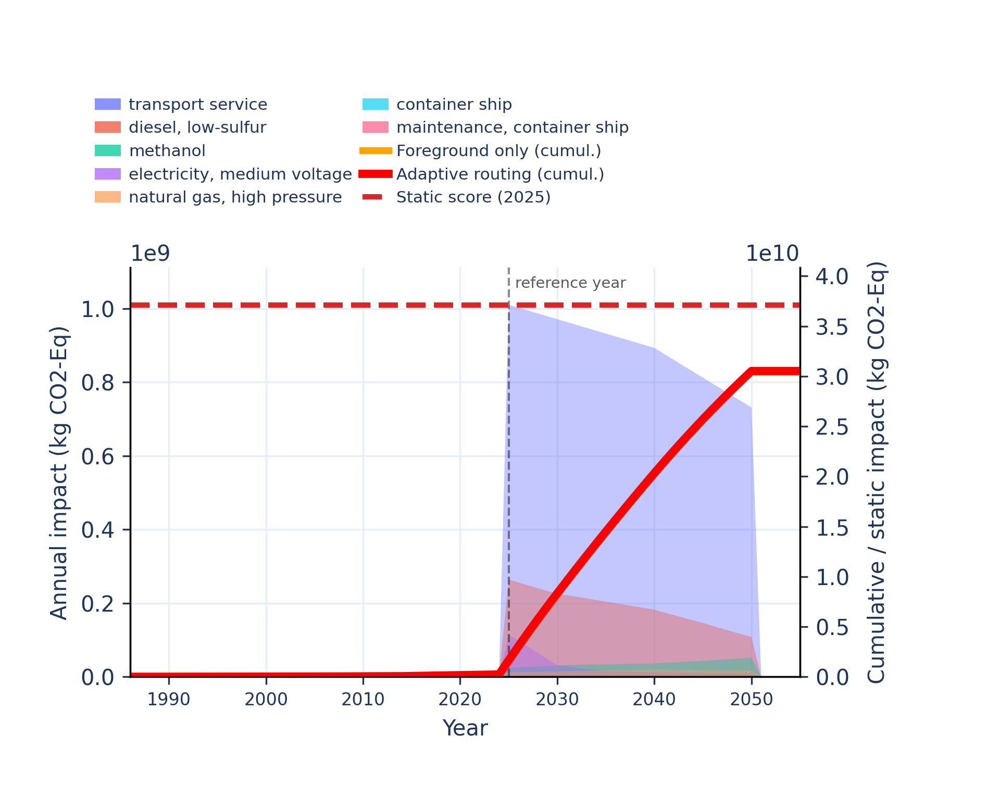 transport service
diesel, low-sulfur
methanol
electricity, medium voltage
natural gas, high pressure
container ship
maintenance, container ship
Foreground only (cumul.)
Adaptive routing (cumul.)
Static score (2025)
1e9
1e10
reference year
Annual impact (kg CO2-Eq)
1.0
0.8
0.6
0.4
0.2
0.0
4.0
3.5
3.0
2.5
2.0
1.5
1.0
0.5
0.0
Cumulative / static impact (kg CO2-Eq)
1990 2000 2010 2020 2030 2040 2050
Year